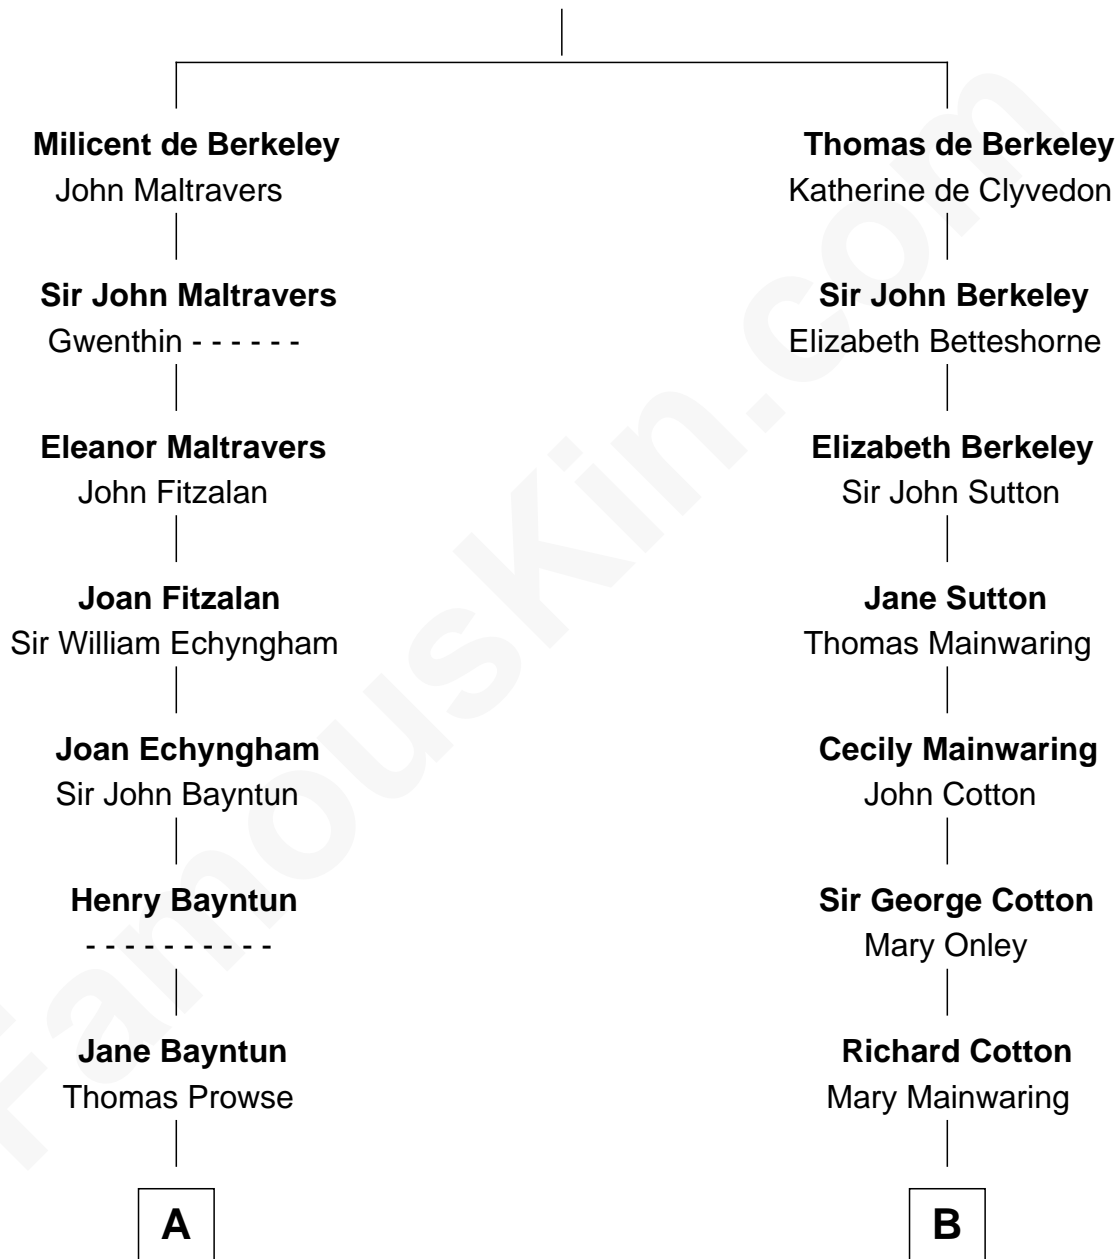 Milicent de Berkeley
John Maltravers
Sir John Maltravers
Gwenthin - - - - - -
Eleanor Maltravers
John Fitzalan
Joan Fitzalan
Sir William Echyngham
Joan Echyngham
Sir John Bayntun
Henry Bayntun
- - - - - - - - - -
Jane Bayntun
Thomas Prowse
A
Thomas de Berkeley
Katherine de Clyvedon
Sir John Berkeley
Elizabeth Betteshorne
Elizabeth Berkeley
Sir John Sutton
Jane Sutton
Thomas Mainwaring
Cecily Mainwaring
John Cotton
Sir George Cotton
Mary Onley
Richard Cotton
Mary Mainwaring
B
FamousKin.com